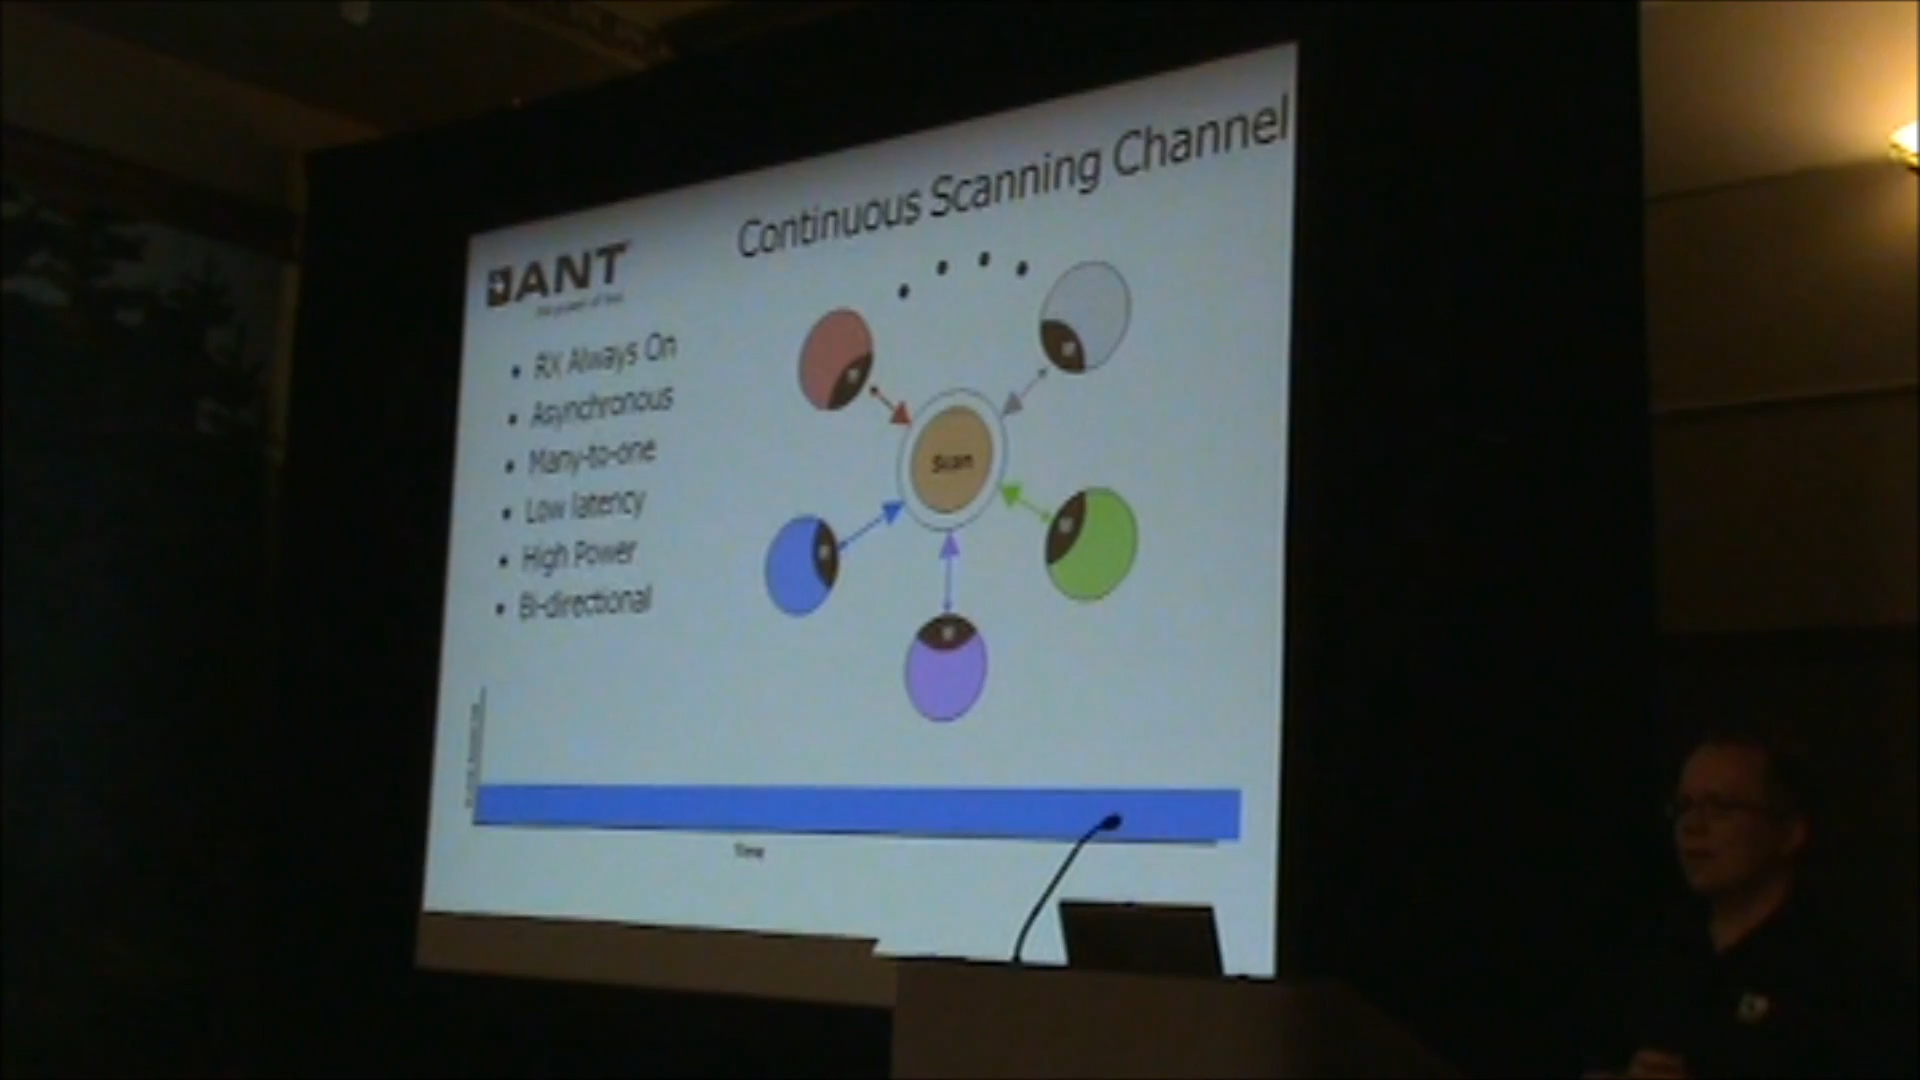 Continuous Scanning Channel
ANT
• RX Always On
• Asynchronous
• Many-to-one
• Low latency
• High Power
• Bi-directional
Scan
Time